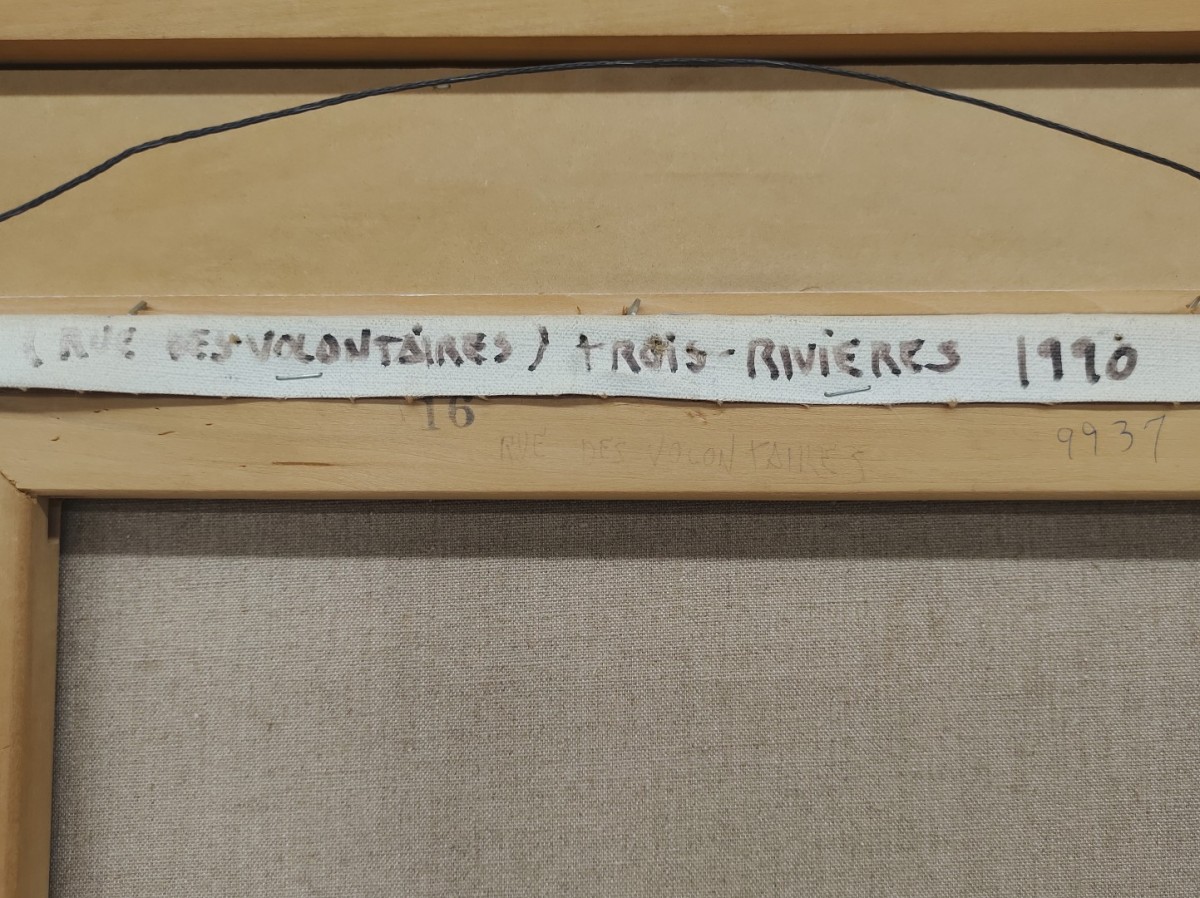 (RUE DES VOLONTAIRES) TROIS-RIVIÈRES 1990
16
RUE DES VOLONTAIRES
9937